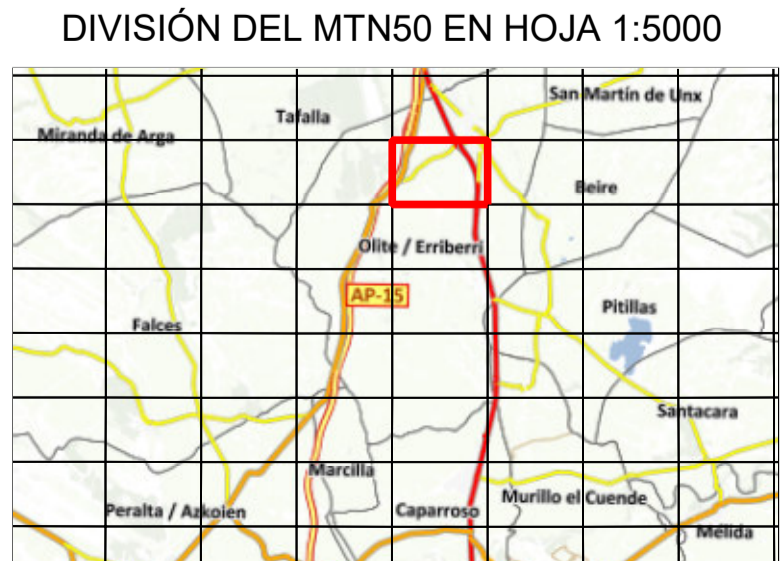 DIVISIÓN DEL MTN50 EN HOJA 1:5000
San Martín de Unx
Tafalla
Miranda de Arga
Beire
Olite / Erriberri
AP-15
Pitillas
Falces
Santacara
Marcilla
Murillo el Cuende
Peralta / Azkoien
Caparroso
Mélida